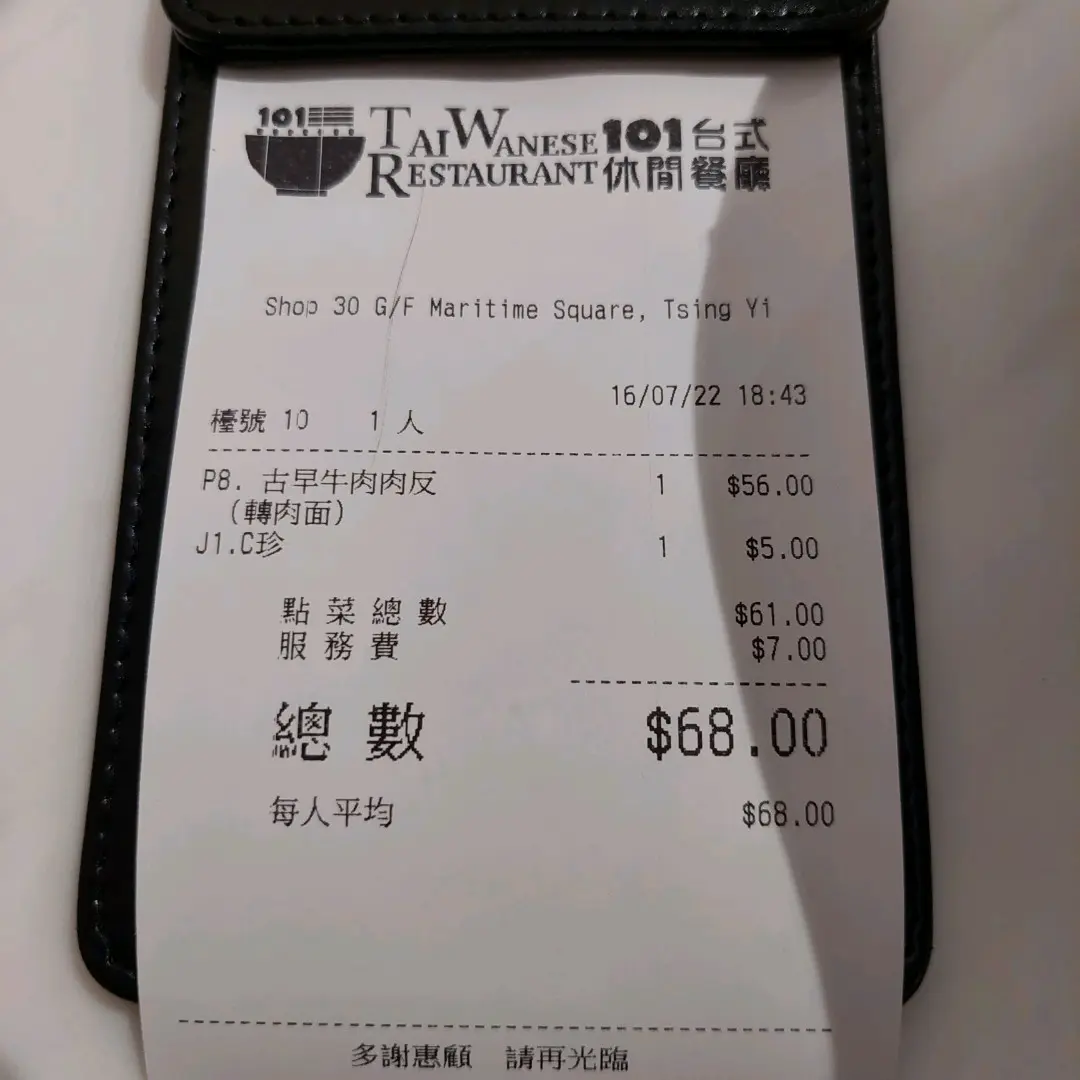 101 TAIWANESE RESTAURANT 101台式休閒餐廳
Shop 30 G/F Maritime Square, Tsing Yi
16/07/22 18:43
檯號 10 1 人
P8. 古早牛肉肉反 1 $56.00
(轉肉面)
J1.C珍 1 $5.00
點菜總數 $61.00
服務費 $7.00
總數 $68.00
每人平均 $68.00
多謝惠顧 請再光臨